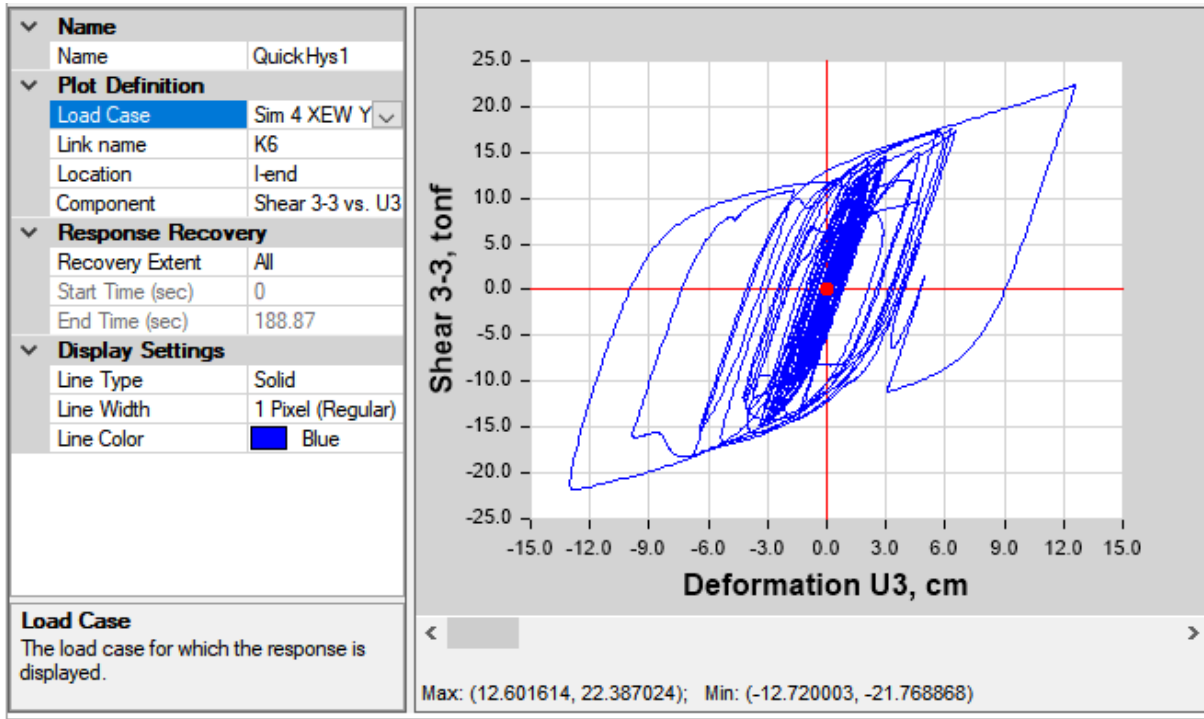 Name
Name QuickHys1
Plot Definition
Load Case Sim 4 XEW Y
Link name K6
Location I-end
Component Shear 3-3 vs. U3
Response Recovery
Recovery Extent All
Start Time (sec) 0
End Time (sec) 188.87
Display Settings
Line Type Solid
Line Width 1 Pixel (Regular)
Line Color Blue
Load Case
The load case for which the response is
displayed.
Shear 3-3, tonf
25.0
20.0
15.0
10.0
5.0
0.0
-5.0
-10.0
-15.0
-20.0
-25.0
-15.0 -12.0 -9.0 -6.0 -3.0 0.0 3.0 6.0 9.0 12.0 15.0
Deformation U3, cm
Max: (12.601614, 22.387024); Min: (-12.720003, -21.768868)